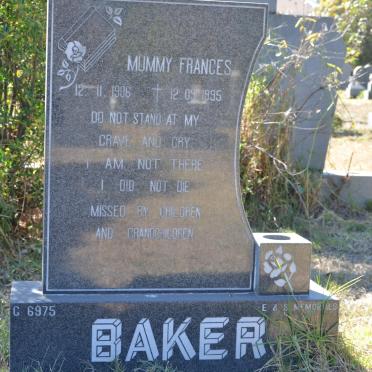 MUMMY FRANCES
12·11·1906 † 12·09·1995
DO NOT STAND AT MY
GRAVE AND CRY
I AM NOT THERE
I DID NOT DIE
MISSED BY CHILDREN
AND GRANDCHILDREN
G 6975
E & S MEMORIALS
BAKER